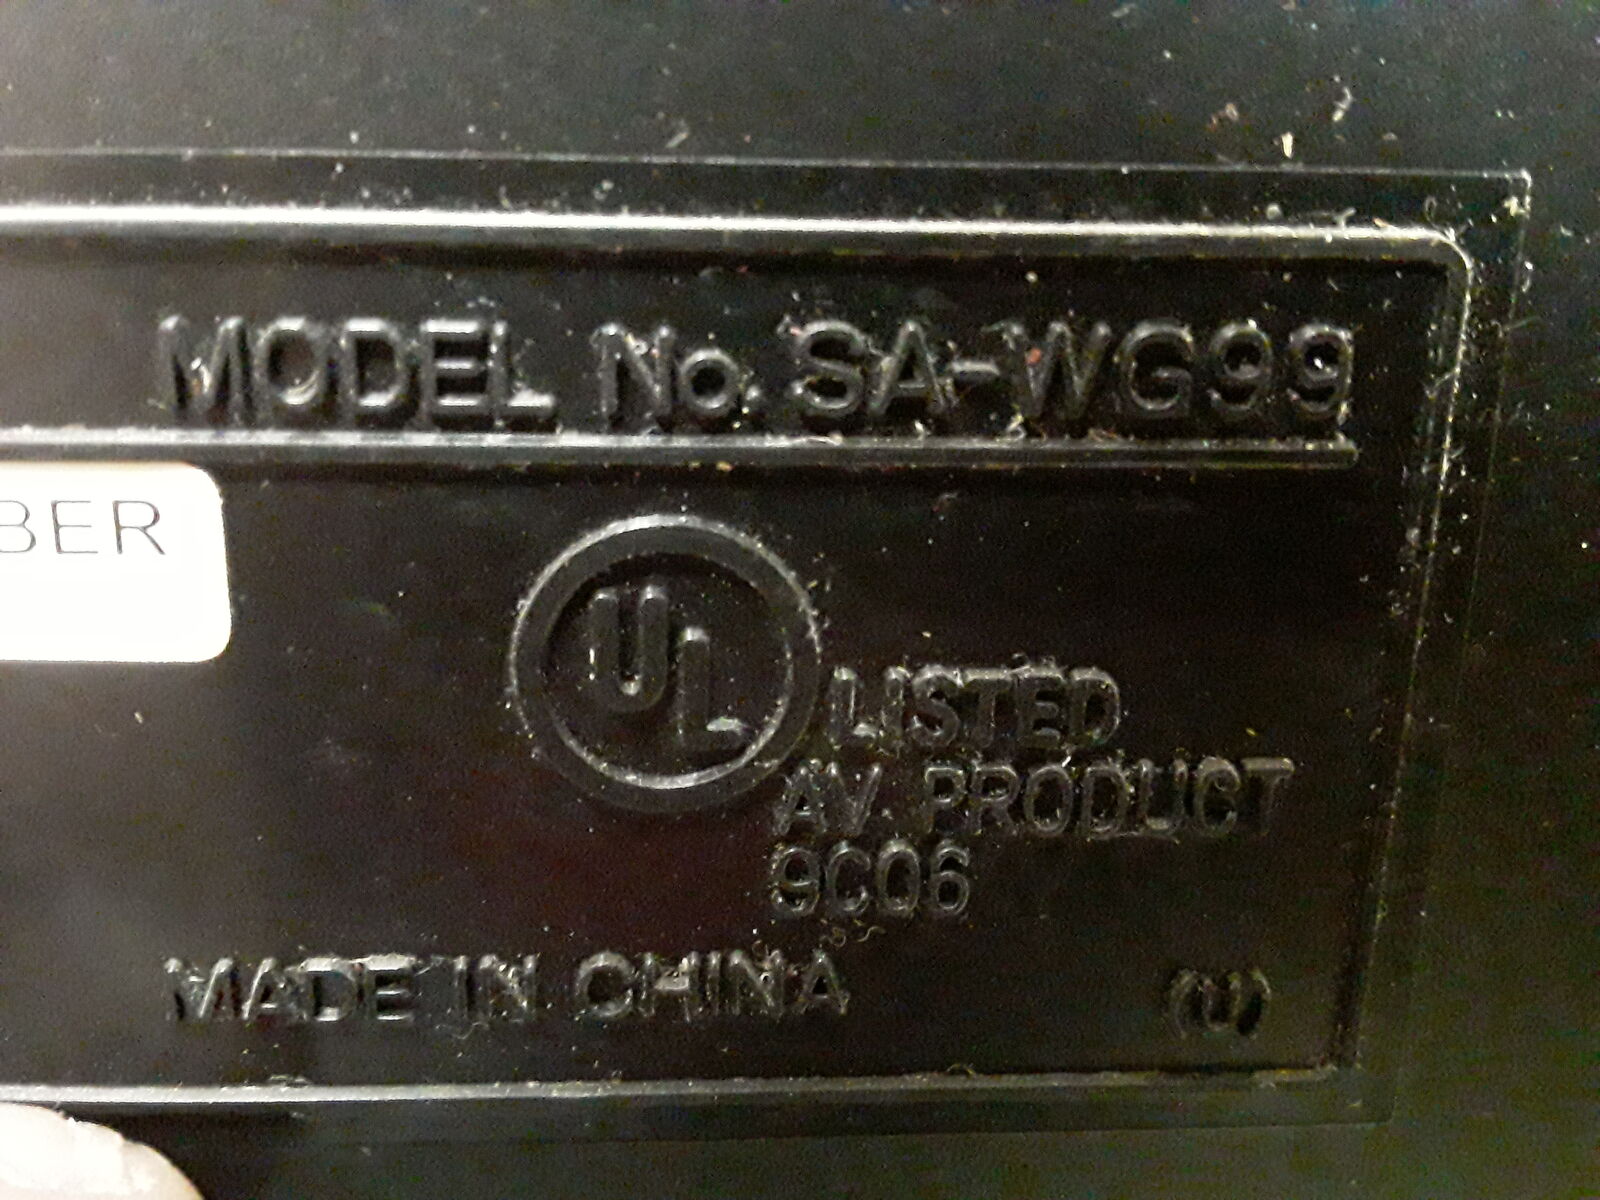 MODEL No. SA-WG99
BER
UL LISTED
AV PRODUCT
9C06
MADE IN CHINA (U)